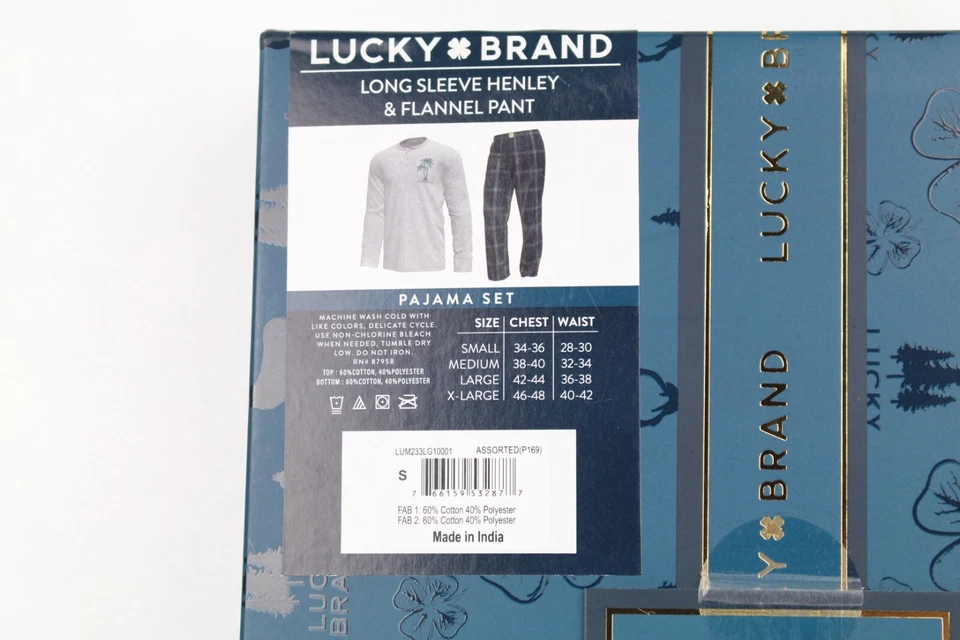 LUCKY BRAND
LONG SLEEVE HENLEY
& FLANNEL PANT
PAJAMA SET
MACHINE WASH COLD WITH
LIKE COLORS, DELICATE CYCLE.
USE NON-CHLORINE BLEACH
WHEN NEEDED, TUMBLE DRY
LOW. DO NOT IRON.
RN# 87958
TOP : 60%COTTON, 40%POLYESTER
BOTTOM : 60%COTTON, 40%POLYESTER
SIZE CHEST WAIST
SMALL 34-36 28-30
MEDIUM 38-40 32-34
LARGE 42-44 36-38
X-LARGE 46-48 40-42
LUM233LG10001 ASSORTED(P169)
S
7 66159 53287 7
FAB 1: 60% Cotton 40% Polyester
FAB 2: 60% Cotton 40% Polyester
Made in India
LUCKY BR
LUCKY BRAND
Y BRAND
LUCKY
LUC
BRA